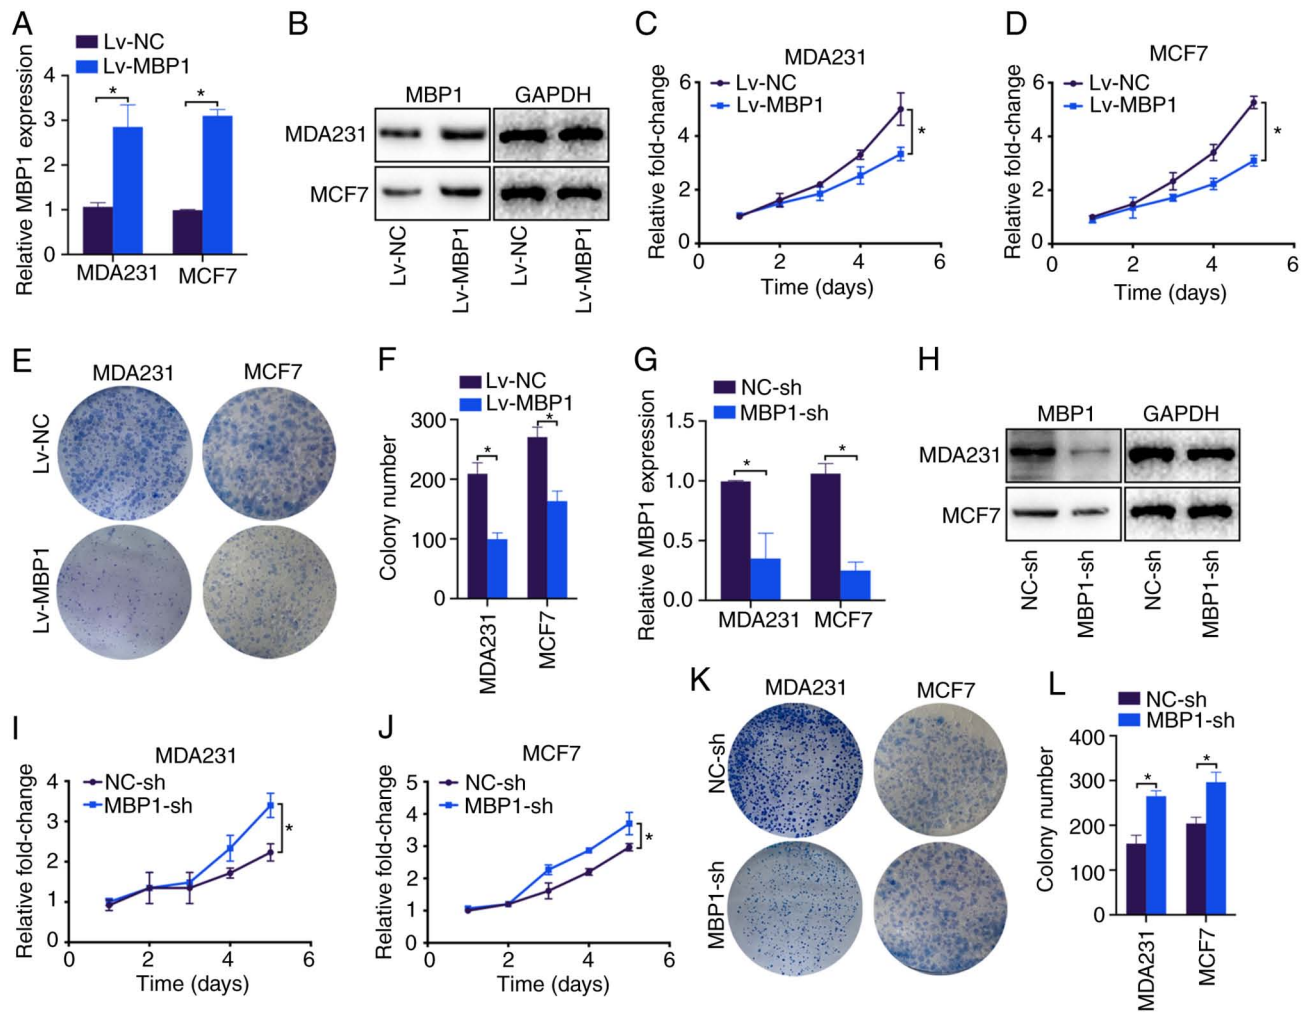 A
Lv-NC
Lv-MBP1
Relative MBP1 expression
4
3
2
1
0
*
*
MDA231
MCF7
B
MBP1
GAPDH
MDA231
MCF7
Lv-NC
Lv-MBP1
Lv-NC
Lv-MBP1
C
MDA231
Lv-NC
Lv-MBP1
Relative fold-change
6
4
2
0
*
0
2
4
6
Time (days)
D
MCF7
Lv-NC
Lv-MBP1
Relative fold-change
6
4
2
0
*
0
2
4
6
Time (days)
E
MDA231
MCF7
Lv-NC
Lv-MBP1
F
Lv-NC
Lv-MBP1
Colony number
300
200
100
0
*
*
MDA231
MCF7
G
NC-sh
MBP1-sh
Relative MBP1 expression
1.5
1.0
0.5
0.0
*
*
MDA231
MCF7
H
MBP1
GAPDH
MDA231
MCF7
NC-sh
MBP1-sh
NC-sh
MBP1-sh
I
MDA231
NC-sh
MBP1-sh
Relative fold-change
4
3
2
1
0
*
0
2
4
6
Time (days)
J
MCF7
NC-sh
MBP1-sh
Relative fold-change
5
4
3
2
1
0
*
0
2
4
6
Time (days)
K
MDA231
MCF7
NC-sh
MBP1-sh
L
NC-sh
MBP1-sh
Colony number
400
300
200
100
0
*
*
MDA231
MCF7